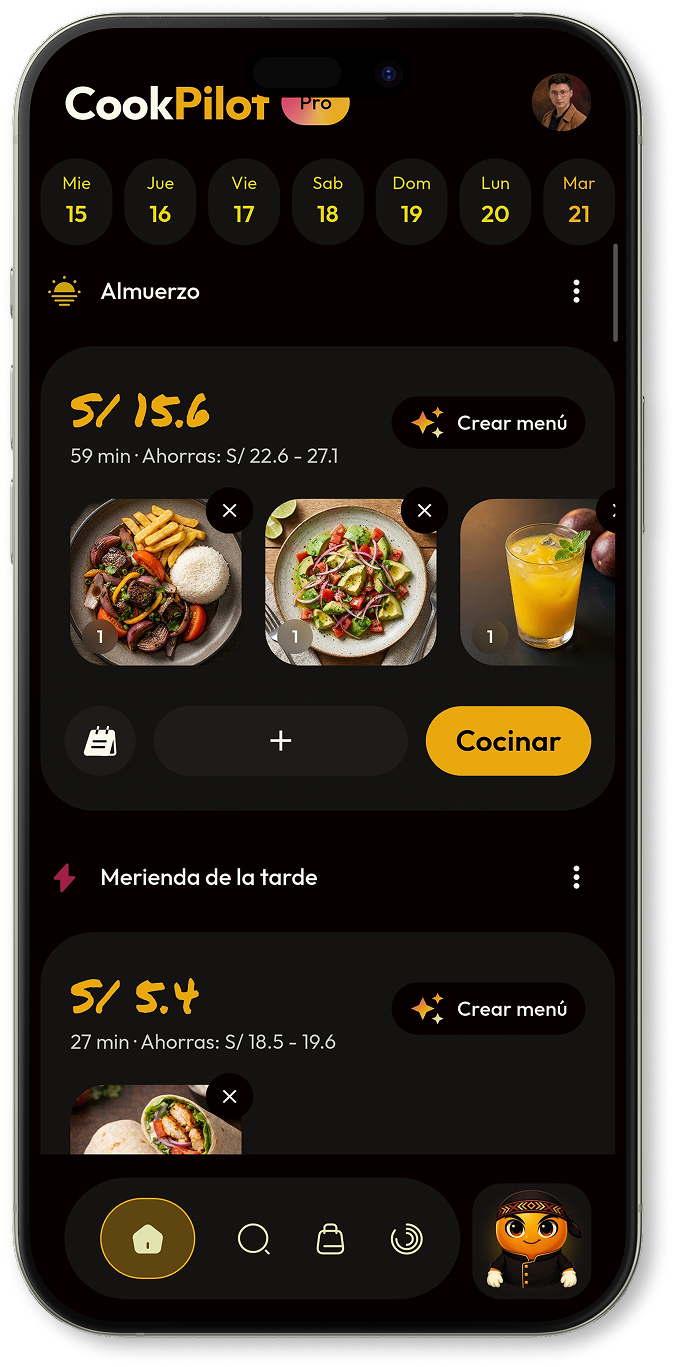 CookPilot Pro
Mie Jue Vie Sab Dom Lun Mar
15 16 17 18 19 20 21
Almuerzo
S/ 15.6
Crear menú
59 min · Ahorras: S/ 22.6 - 27.1
1 1 1
+ Cocinar
Merienda de la tarde
S/ 5.4
Crear menú
27 min · Ahorras: S/ 18.5 - 19.6